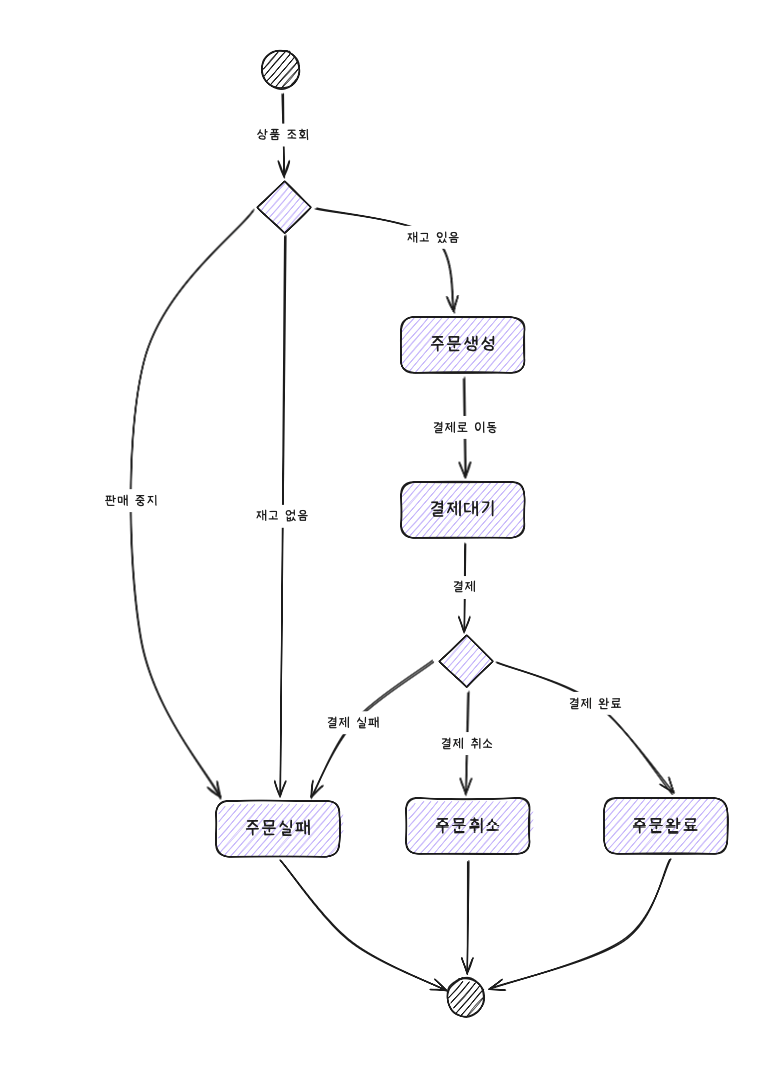 상품 조회
재고 있음
주문생성
결제로 이동
판매 중지
재고 없음
결제대기
결제
결제 실패
결제 취소
결제 완료
주문실패
주문취소
주문완료